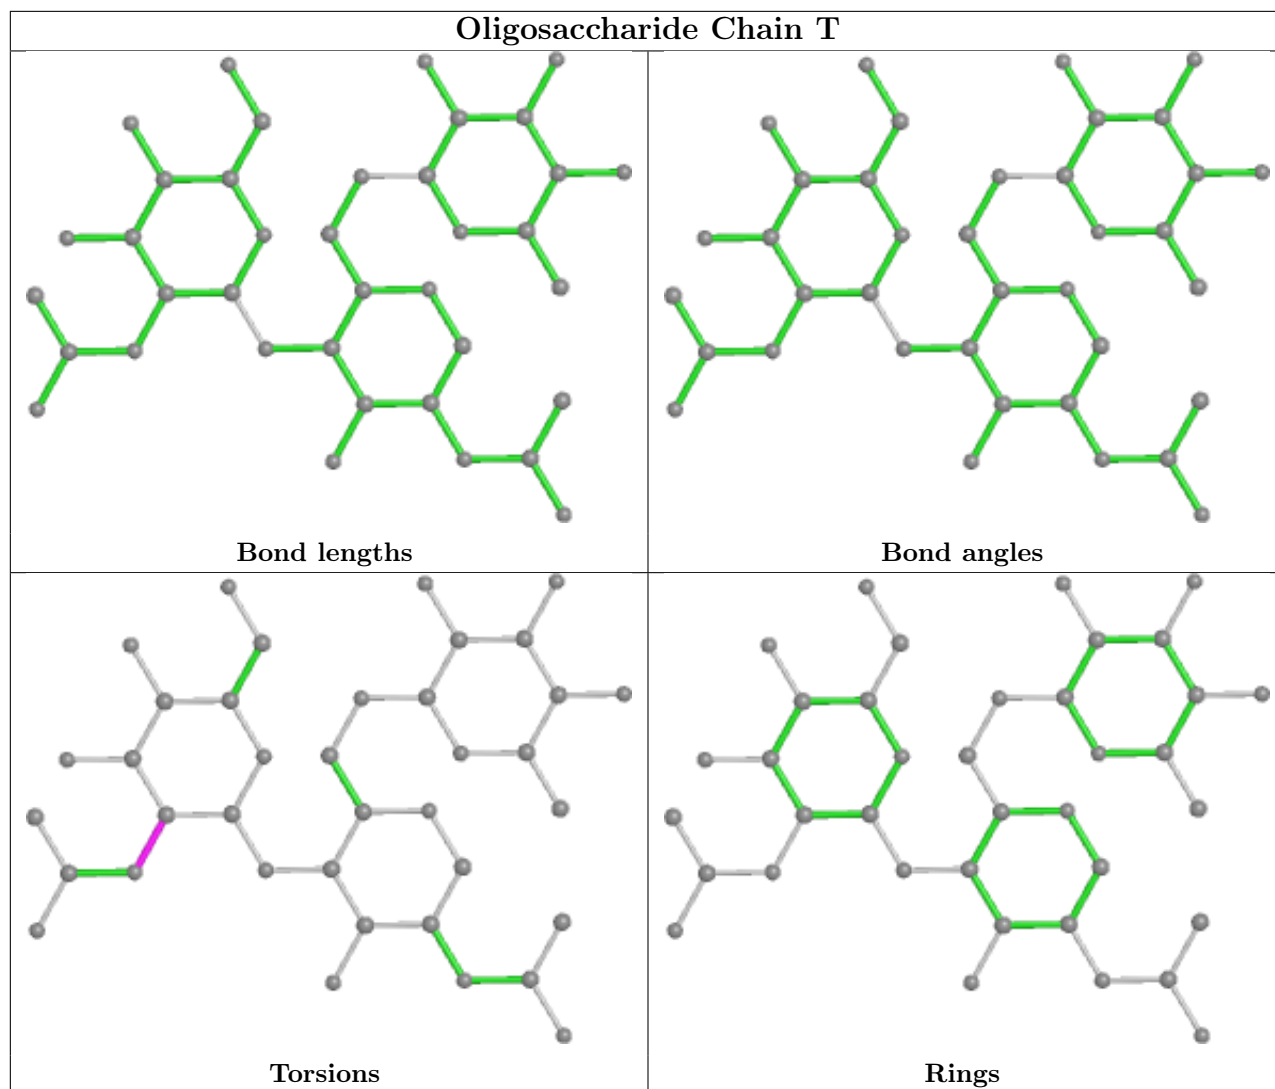 Oligosaccharide Chain T
Bond lengths
Bond angles
Torsions
Rings